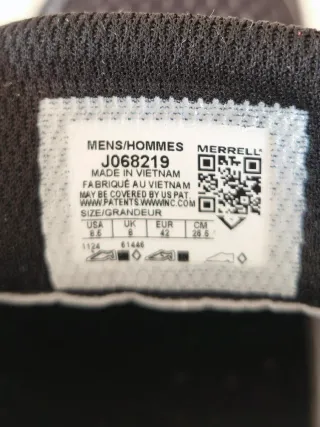 MENS/HOMMES
MERRELL
J068219
MADE IN VIETNAM
FABRIQUÉ AU VIETNAM
MAY BE COVERED BY US PAT.
WWW.PATENTS.WWWINC.COM
SIZE/GRANDEUR
USA UK EUR CM
8.5 8 42 26.5
1124 61446